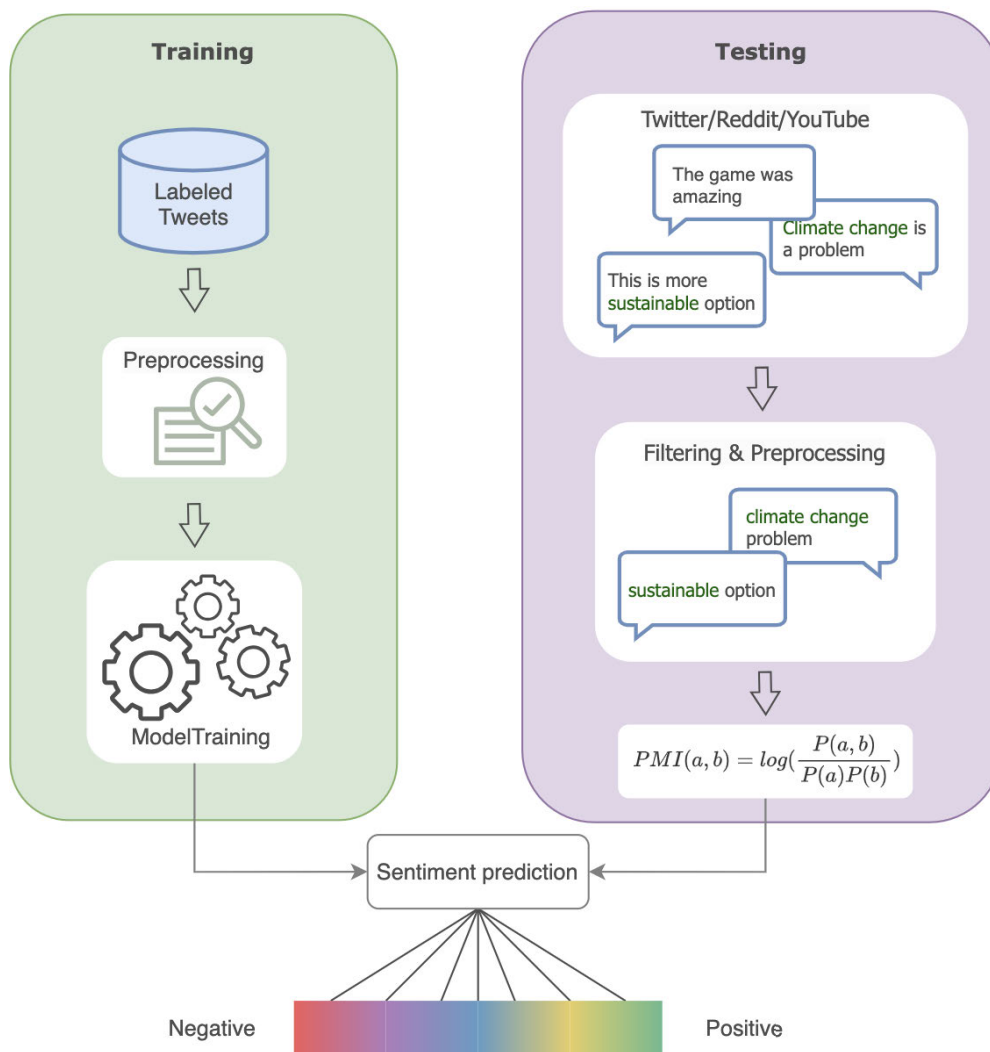 Training
Labeled
Tweets
Preprocessing
ModelTraining
Testing
Twitter/Reddit/YouTube
The game was
amazing
Climate change is
a problem
This is more
sustainable option
Filtering & Preprocessing
climate change
problem
sustainable option
PMI(a, b) = log(P(a, b) / P(a)P(b))
Sentiment prediction
Negative
Positive